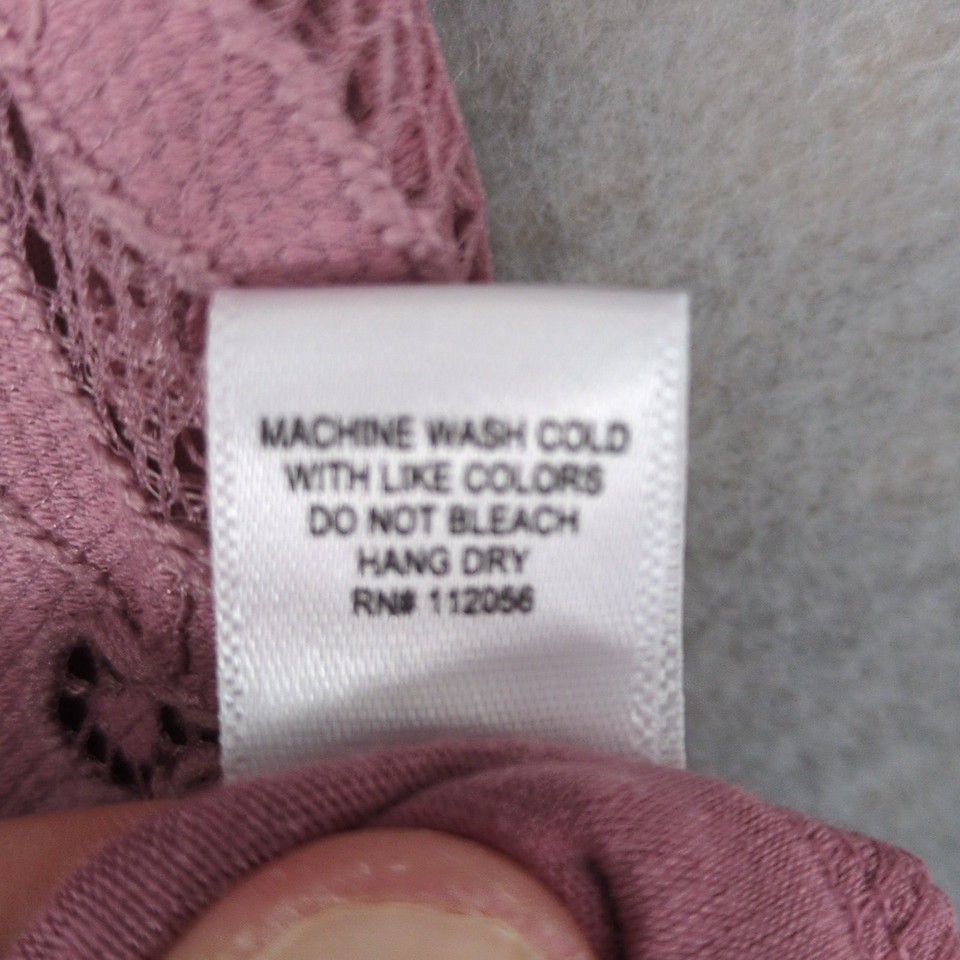 MACHINE WASH COLD
WITH LIKE COLORS
DO NOT BLEACH
HANG DRY
RN# 112056